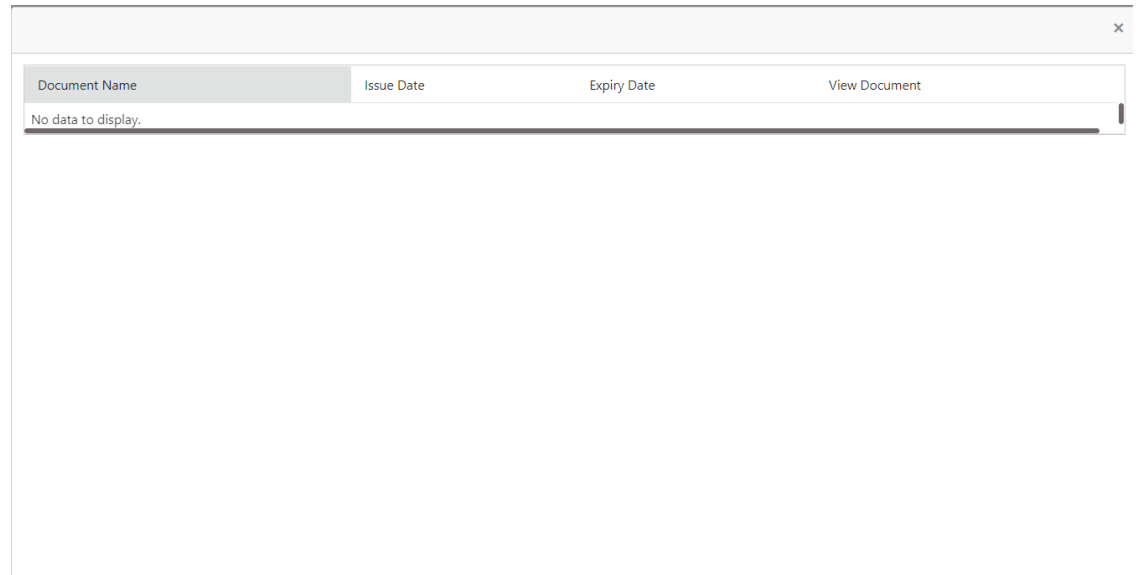 ×
Document Name Issue Date Expiry Date View Document
No data to display.